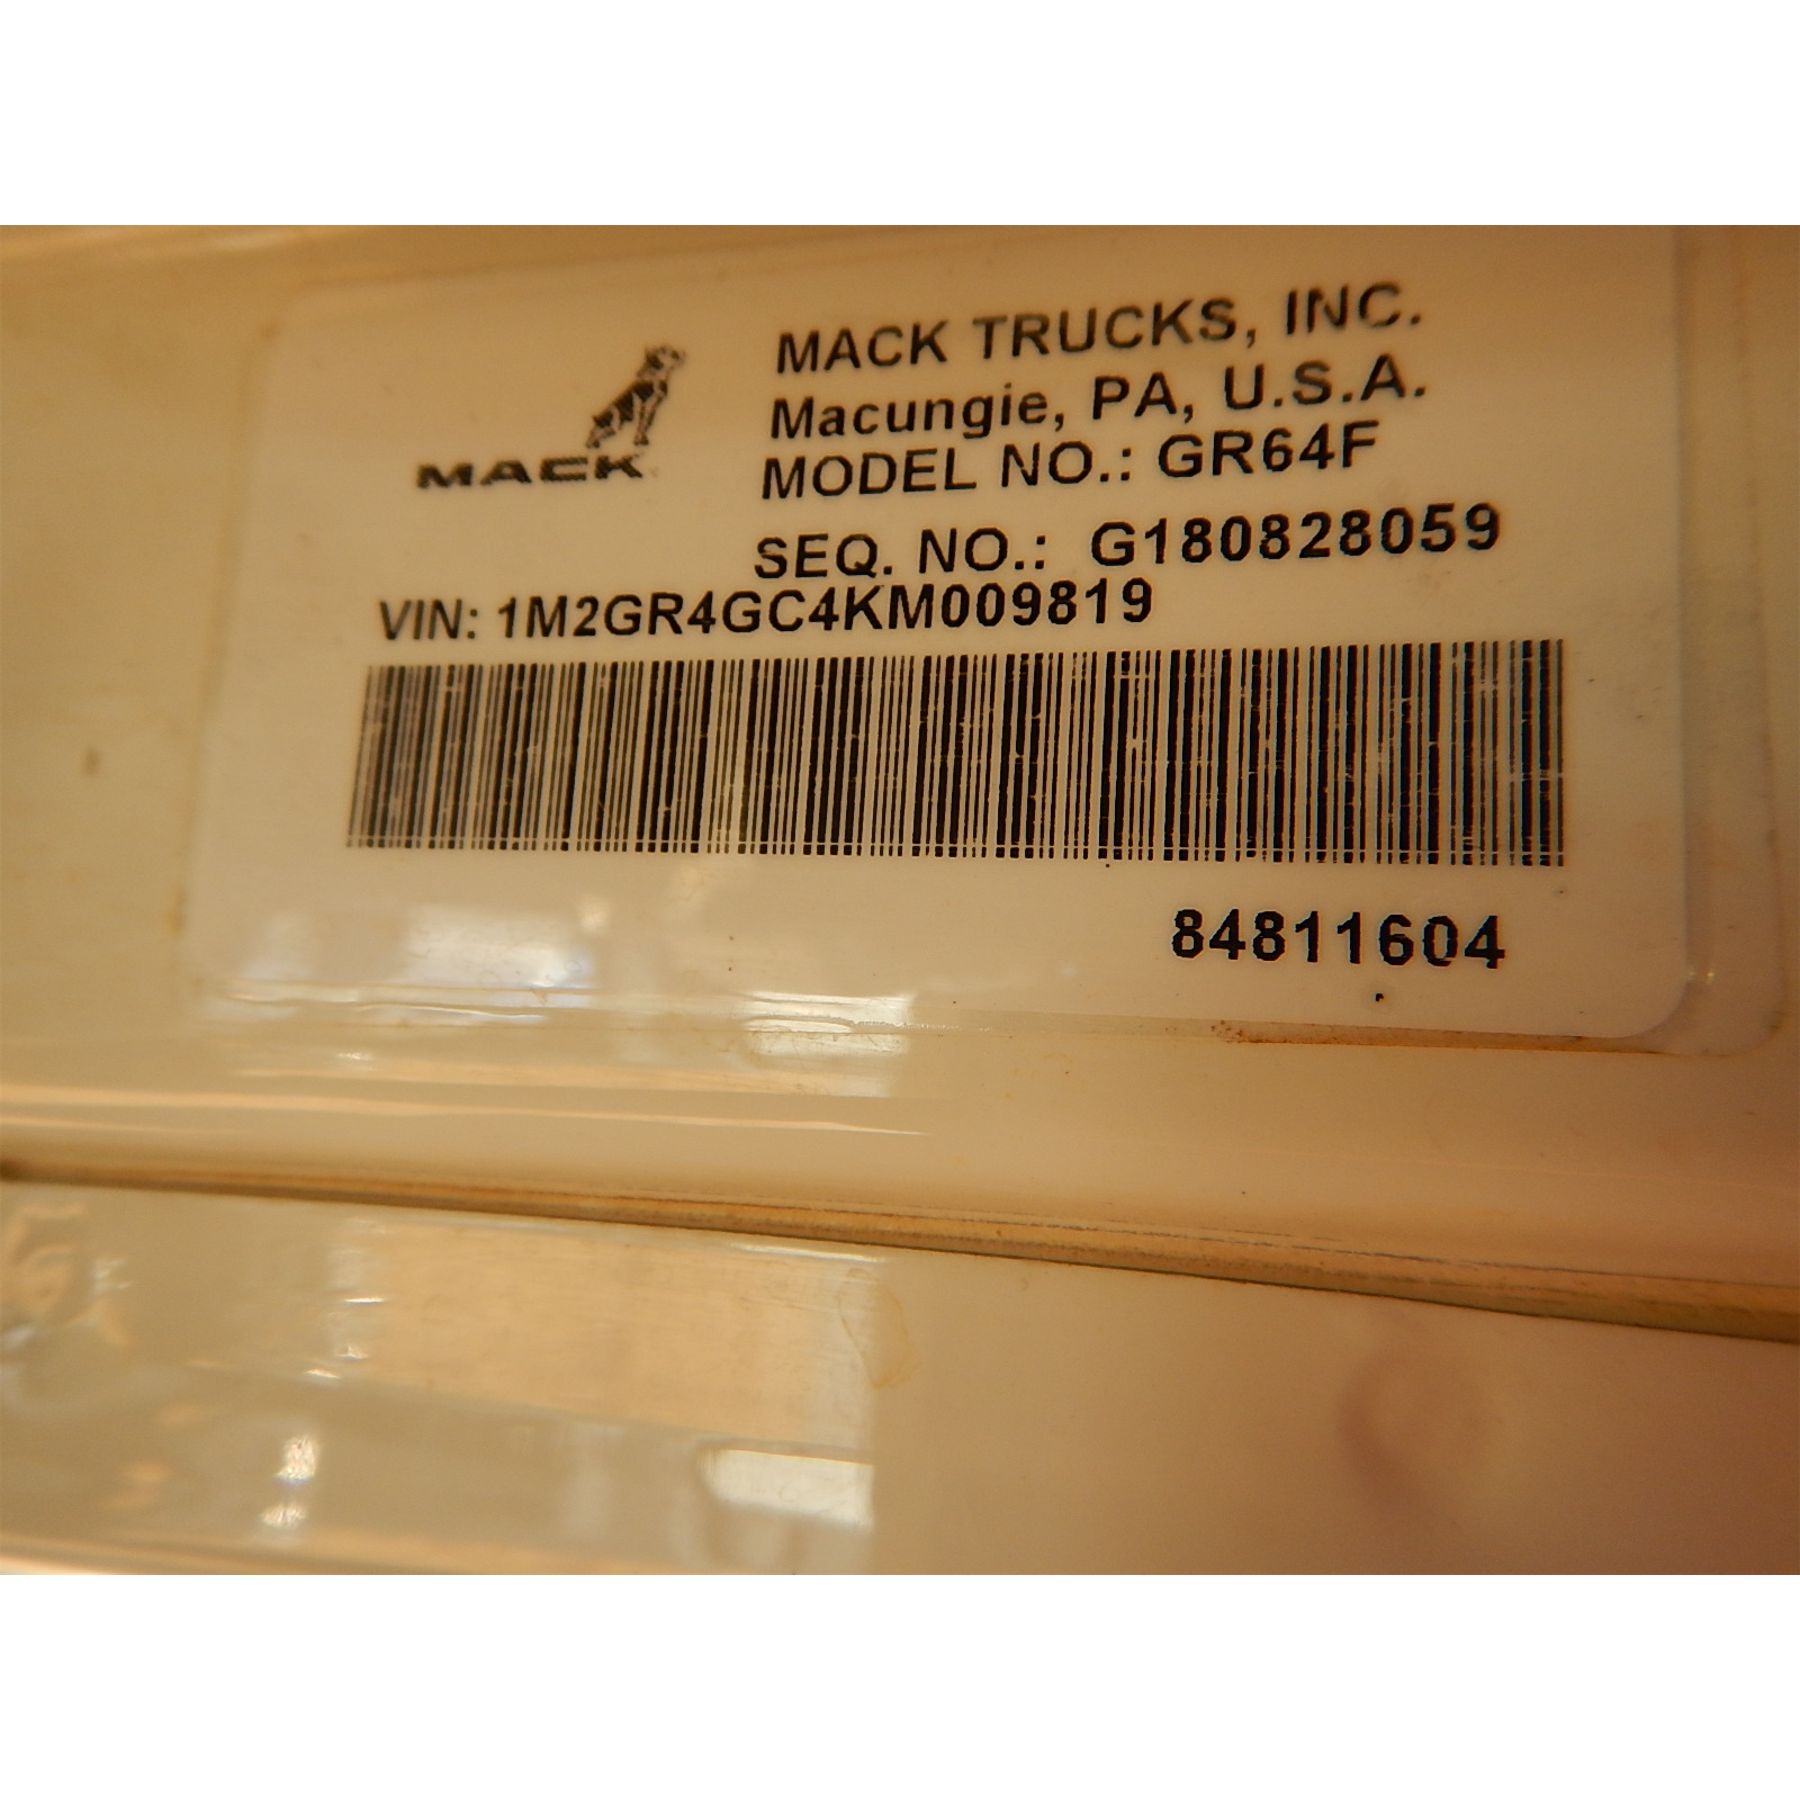 MACK TRUCKS, INC.
Macungie, PA, U.S.A.
MACK
MODEL NO.: GR64F
SEQ. NO.: G180828059
VIN: 1M2GR4GC4KM009819
84811604